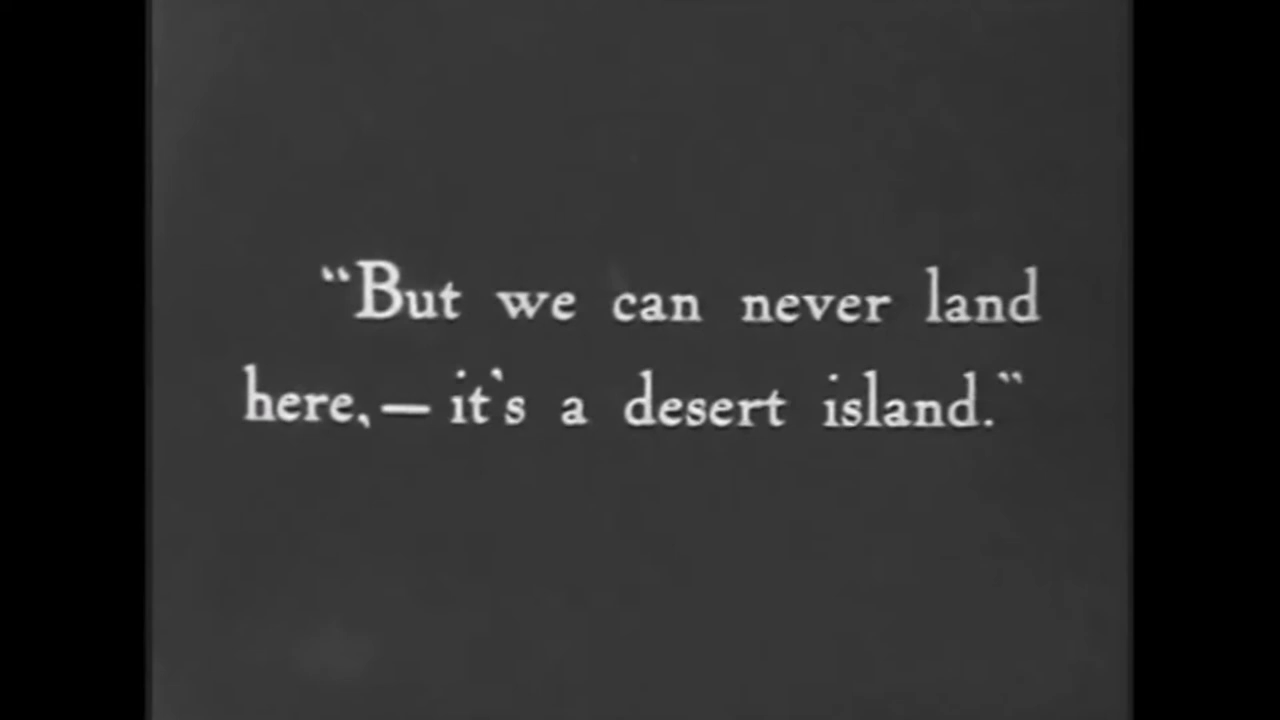 “But we can never land
here,— it's a desert island.”